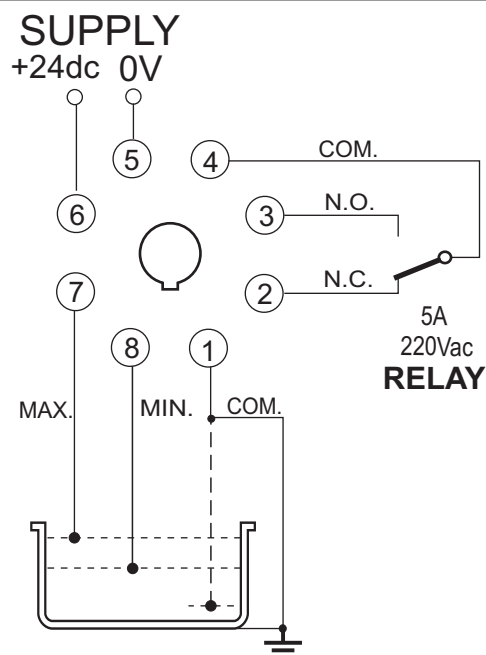 SUPPLY
+24dc 0V
5
4
COM.
6
3
N.O.
7
2
N.C.
5A
220Vac
RELAY
8
1
MAX.
MIN.
COM.